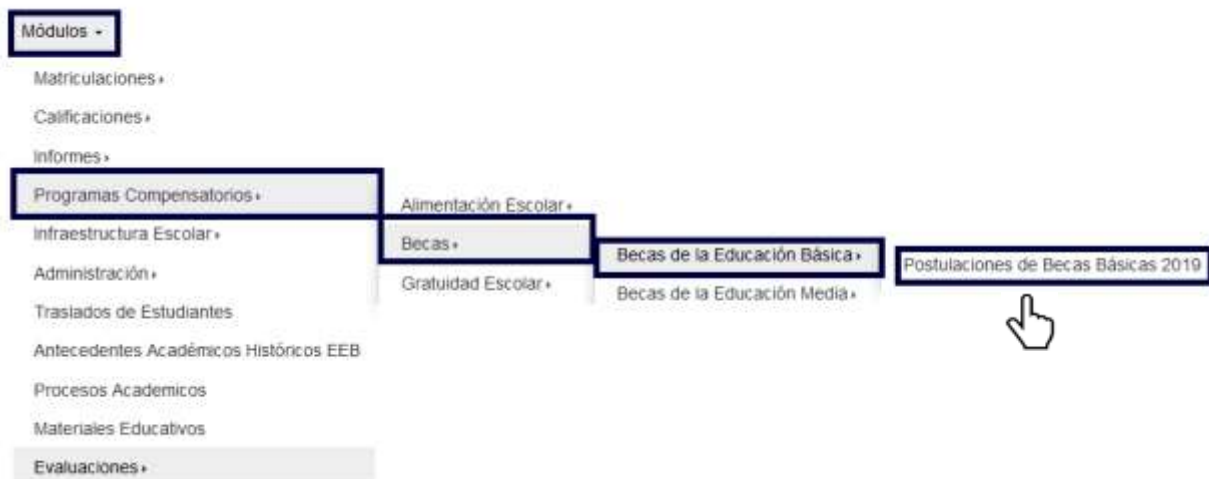 Módulos
Matriculaciones
Calificaciones
Informes
Programas Compensatorios
Infraestructura Escolar
Administración
Traslados de Estudiantes
Antecedentes Académicos Históricos EEB
Procesos Academicos
Materiales Educativos
Evaluaciones
Alimentación Escolar
Becas
Gratuidad Escolar
Becas de la Educación Básica
Becas de la Educación Media
Postulaciones de Becas Básicas 2019